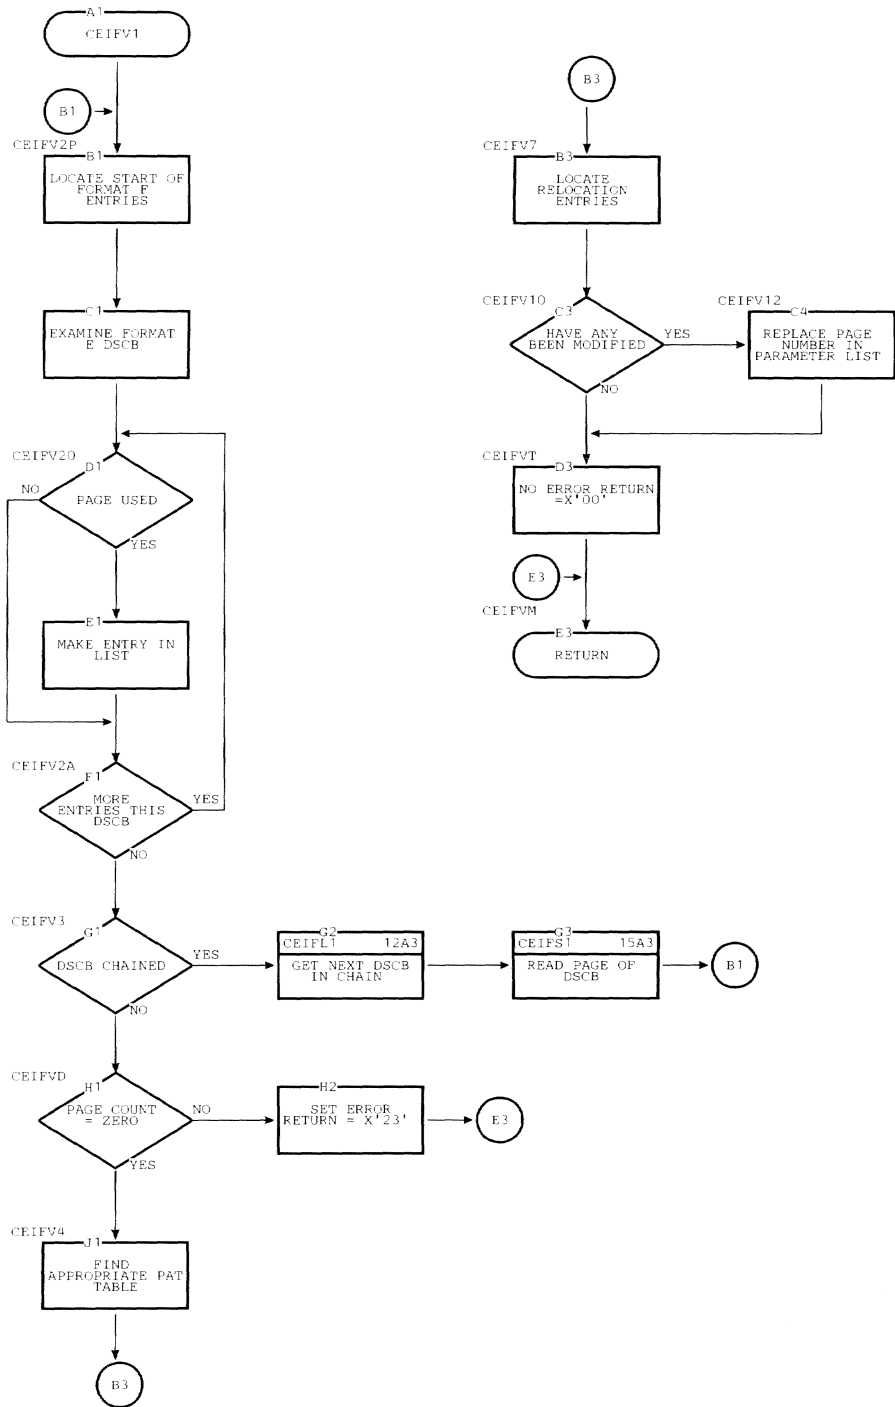 A1
CEIFV1
B1
CEIFV2P
B1
LOCATE START OF
FORMAT F
ENTRIES
C1
EXAMINE FORMAT
E DSCB
CEIFV20
D1
NO
PAGE USED
YES
E1
MAKE ENTRY IN
LIST
CEIFV2A
F1
MORE
ENTRIES THIS
DSCB
YES
NO
CEIFV3
G1
DSCB CHAINED
YES
NO
G2
CEIFL1 12A3
GET NEXT DSCB
IN CHAIN
G3
CEIFS1 15A3
READ PAGE OF
DSCB
B1
CEIFVD
H1
PAGE COUNT
= ZERO
NO
YES
H2
SET ERROR
RETURN = X'23'
E3
CEIFV4
J1
FIND
APPROPRIATE PAT
TABLE
B3
B3
CEIFV7
B3
LOCATE
RELOCATION
ENTRIES
CEIFV10
C3
HAVE ANY
BEEN MODIFIED
YES
NO
CEIFV12
C4
REPLACE PAGE
NUMBER IN
PARAMETER LIST
CEIFVT
D3
NO ERROR RETURN
=X'00'
E3
CEIFVM
E3
RETURN